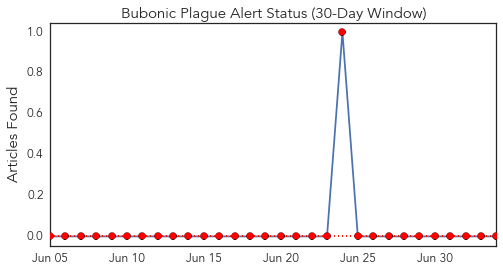 Bubonic Plague Alert Status (30-Day Window)
Articles Found
1.0
0.8
0.6
0.4
0.2
0.0
Jun 05 Jun 10 Jun 15 Jun 20 Jun 25 Jun 30